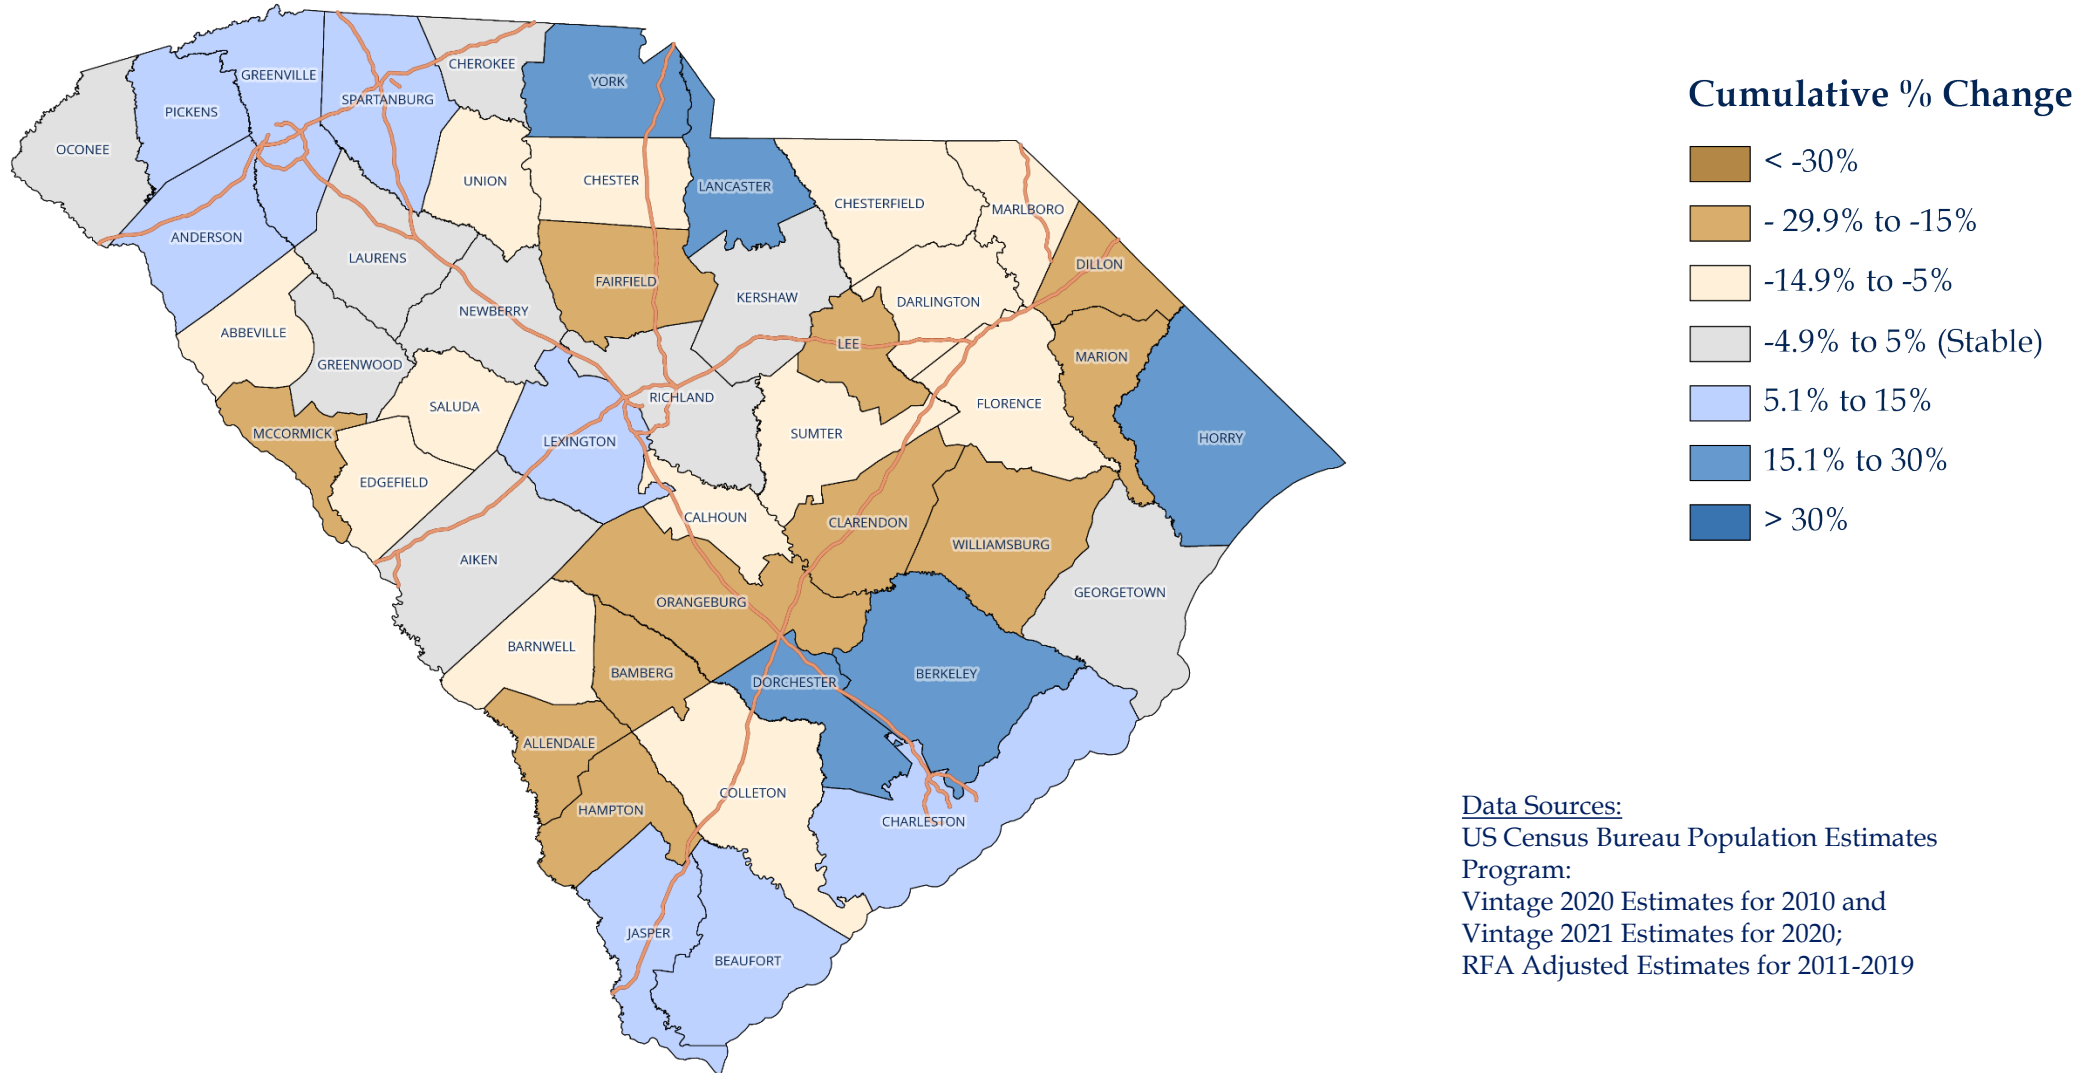 CHEROKEE
GREENVILLE
YORK
SPARTANBURG
PICKENS
OCONEE
UNION
CHESTER
LANCASTER
CHESTERFIELD
MARLBORO
ANDERSON
LAURENS
DILLON
FAIRFIELD
KERSHAW
DARLINGTON
NEWBERRY
ABBEVILLE
LEE
MARION
GREENWOOD
RICHLAND
SALUDA
FLORENCE
MCCORMICK
LEXINGTON
SUMTER
HORRY
EDGEFIELD
CALHOUN
CLARENDON
WILLIAMSBURG
AIKEN
GEORGETOWN
ORANGEBURG
BARNWELL
BAMBERG
DORCHESTER
BERKELEY
ALLENDALE
COLLETON
HAMPTON
CHARLESTON
JASPER
BEAUFORT
Cumulative % Change
< -30%
- 29.9% to -15%
-14.9% to -5%
-4.9% to 5% (Stable)
5.1% to 15%
15.1% to 30%
> 30%
Data Sources:
US Census Bureau Population Estimates
Program:
Vintage 2020 Estimates for 2010 and
Vintage 2021 Estimates for 2020;
RFA Adjusted Estimates for 2011-2019